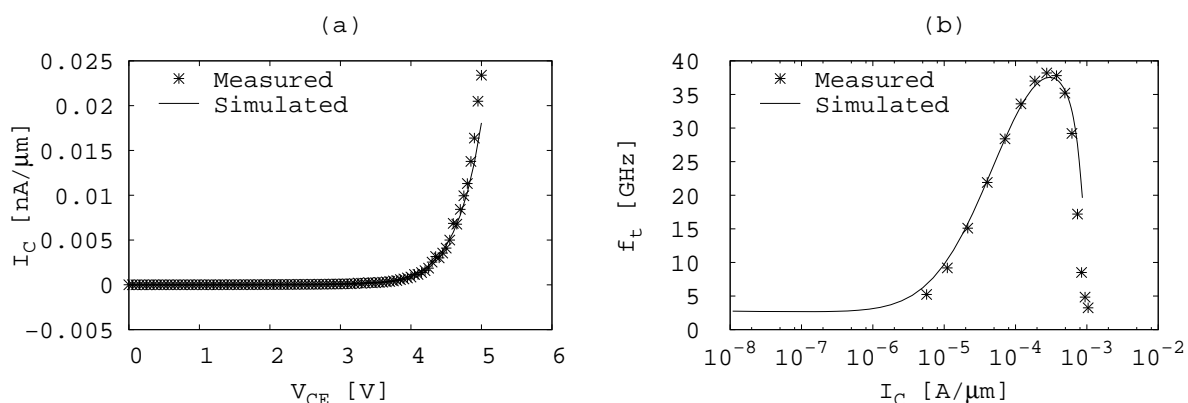 (a)
0.025
0.02
0.015
0.01
0.005
0
−0.005
I_C [nA/μm]
Measured
Simulated
0 1 2 3 4 5 6
V_CE [V]
(b)
40
35
30
25
20
15
10
5
0
f_t [GHz]
Measured
Simulated
10^−8 10^−7 10^−6 10^−5 10^−4 10^−3 10^−2
I_C [A/μm]